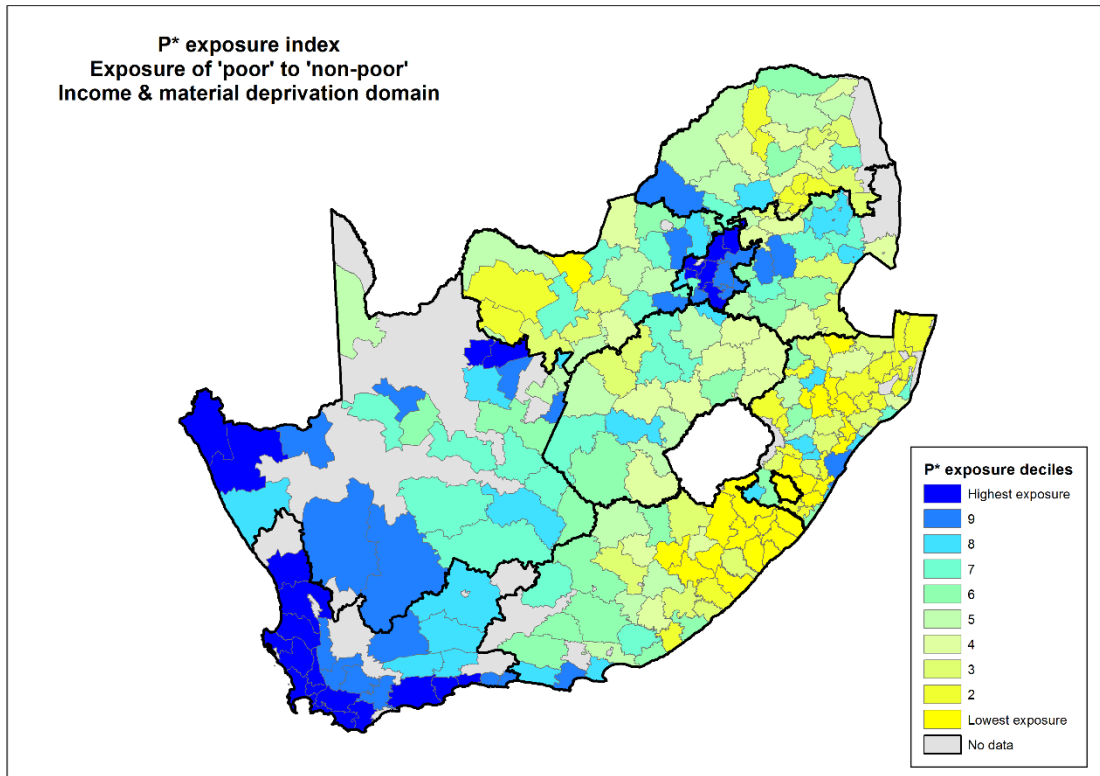 P* exposure index
Exposure of 'poor' to 'non-poor'
Income & material deprivation domain
P* exposure deciles
Highest exposure
9
8
7
6
5
4
3
2
Lowest exposure
No data